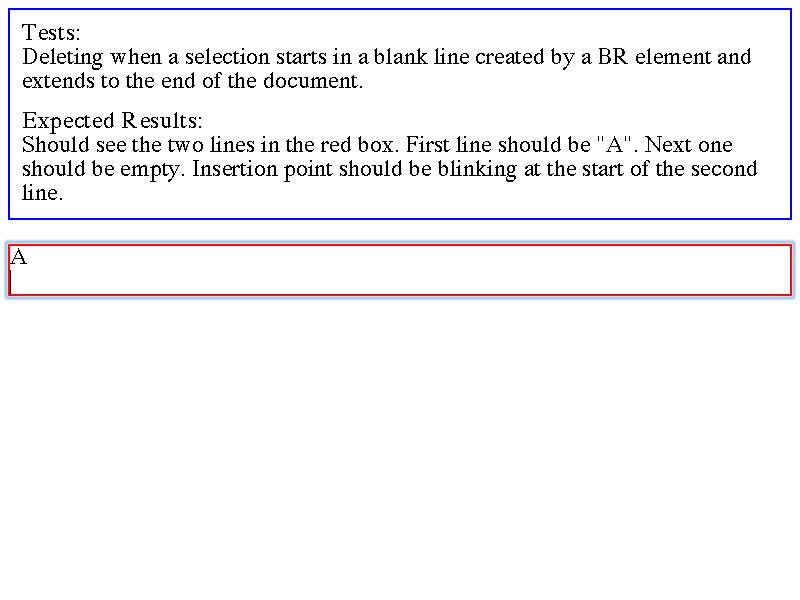 Tests:
Deleting when a selection starts in a blank line created by a BR element and
extends to the end of the document.
Expected Results:
Should see the two lines in the red box. First line should be "A". Next one
should be empty. Insertion point should be blinking at the start of the second
line.
A